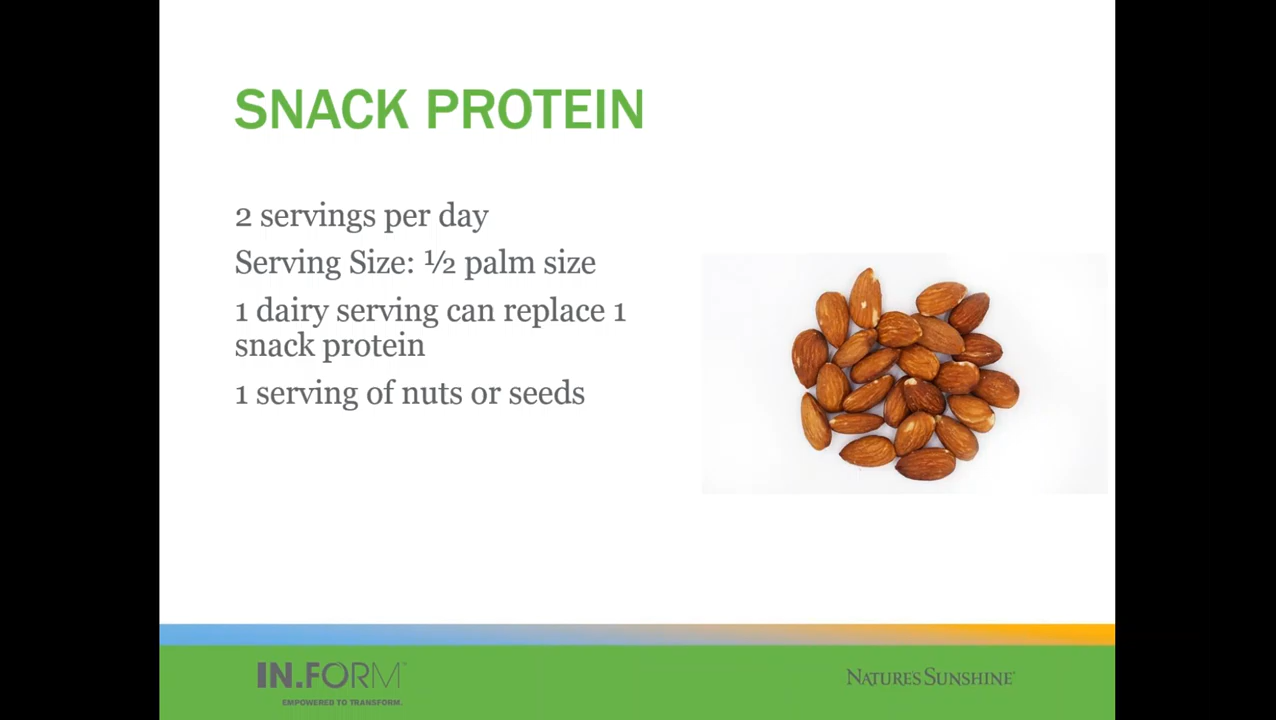 SNACK PROTEIN
2 servings per day
Serving Size: ½ palm size
1 dairy serving can replace 1
snack protein
1 serving of nuts or seeds
IN.FORM™
EMPOWERED TO TRANSFORM.
NATURE'S SUNSHINE®